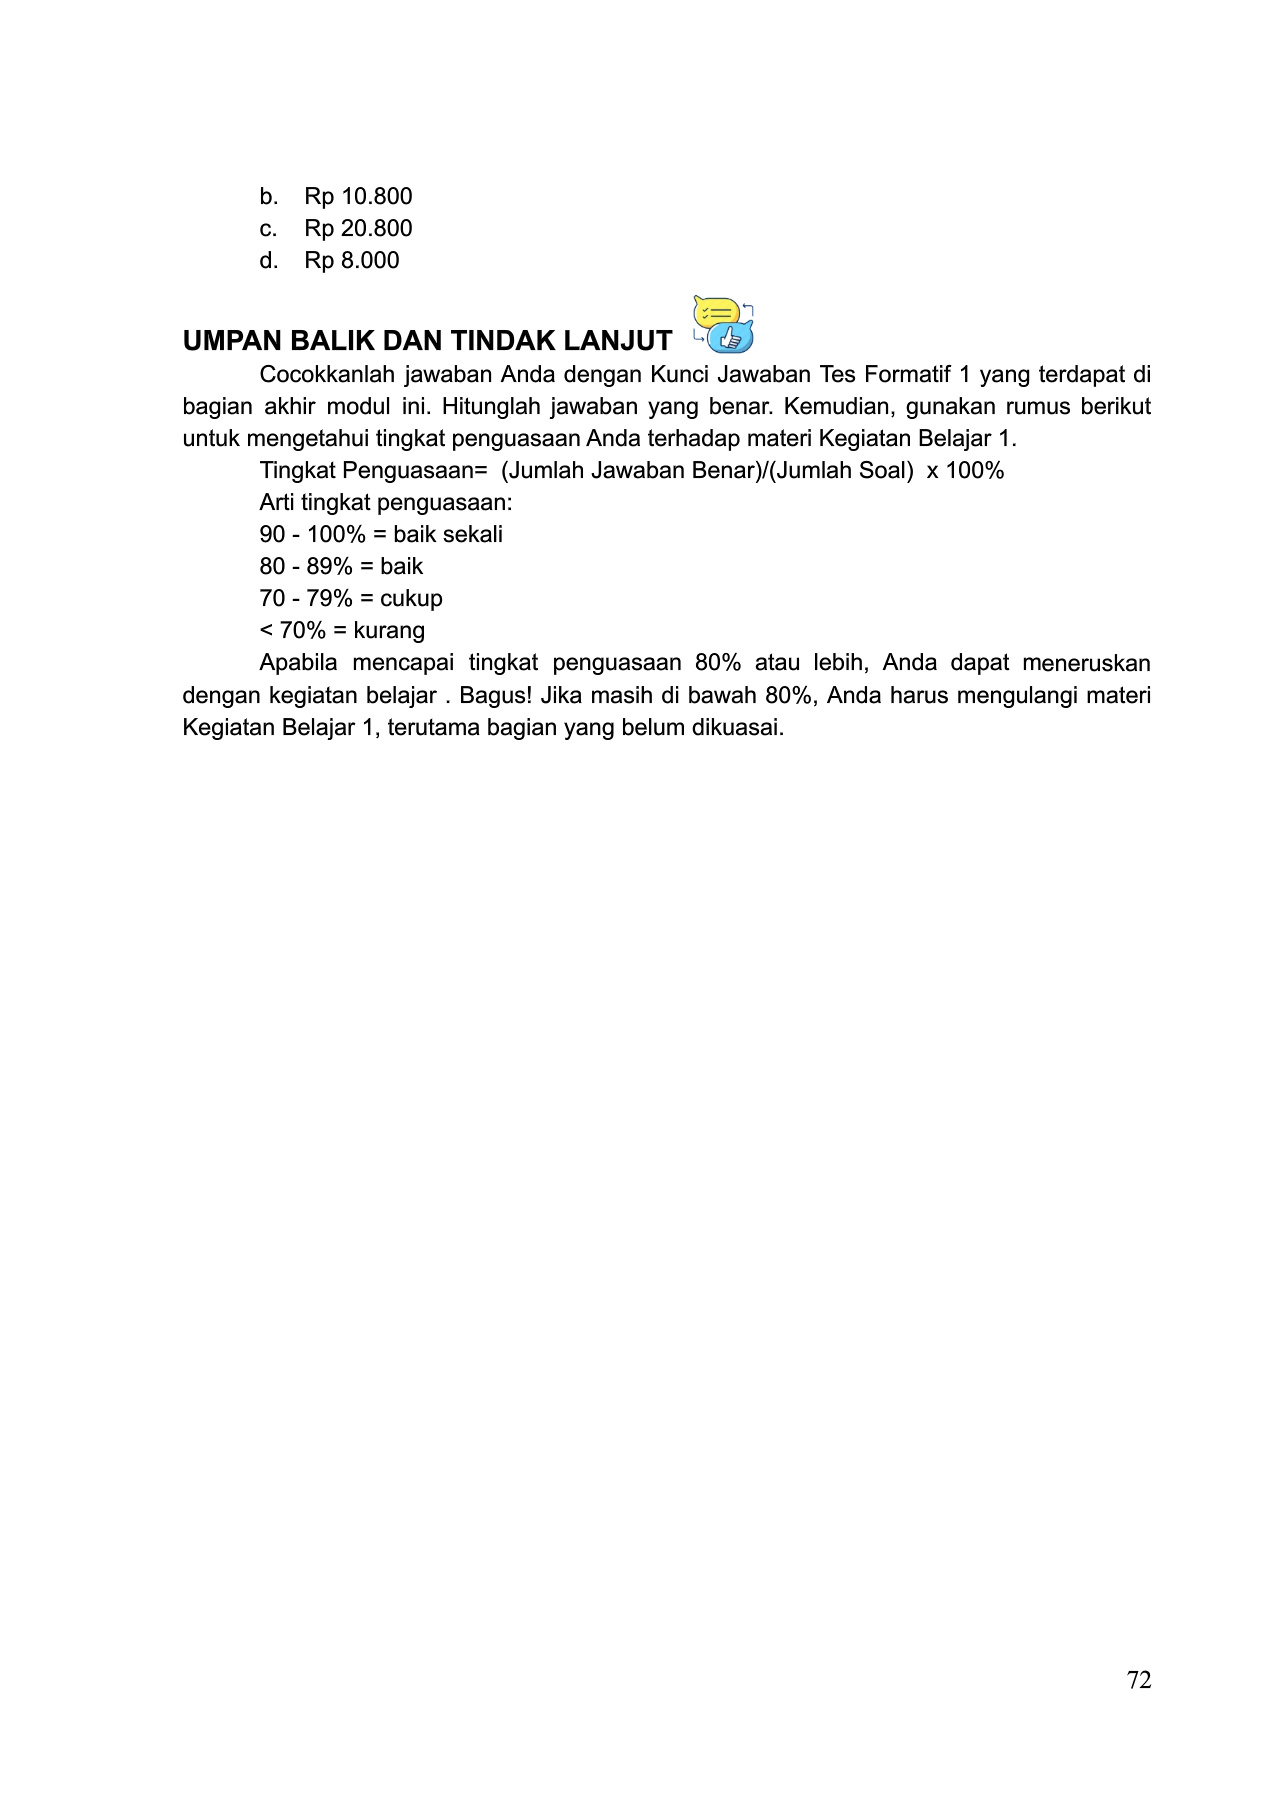 b. Rp 10.800
c. Rp 20.800
d. Rp 8.000
UMPAN BALIK DAN TINDAK LANJUT
Cocokkanlah jawaban Anda dengan Kunci Jawaban Tes Formatif 1 yang terdapat di
bagian akhir modul ini. Hitunglah jawaban yang benar. Kemudian, gunakan rumus berikut
untuk mengetahui tingkat penguasaan Anda terhadap materi Kegiatan Belajar 1.
Tingkat Penguasaan= (Jumlah Jawaban Benar)/(Jumlah Soal) x 100%
Arti tingkat penguasaan:
90 - 100% = baik sekali
80 - 89% = baik
70 - 79% = cukup
< 70% = kurang
Apabila mencapai tingkat penguasaan 80% atau lebih, Anda dapat meneruskan
dengan kegiatan belajar . Bagus! Jika masih di bawah 80%, Anda harus mengulangi materi
Kegiatan Belajar 1, terutama bagian yang belum dikuasai.
72